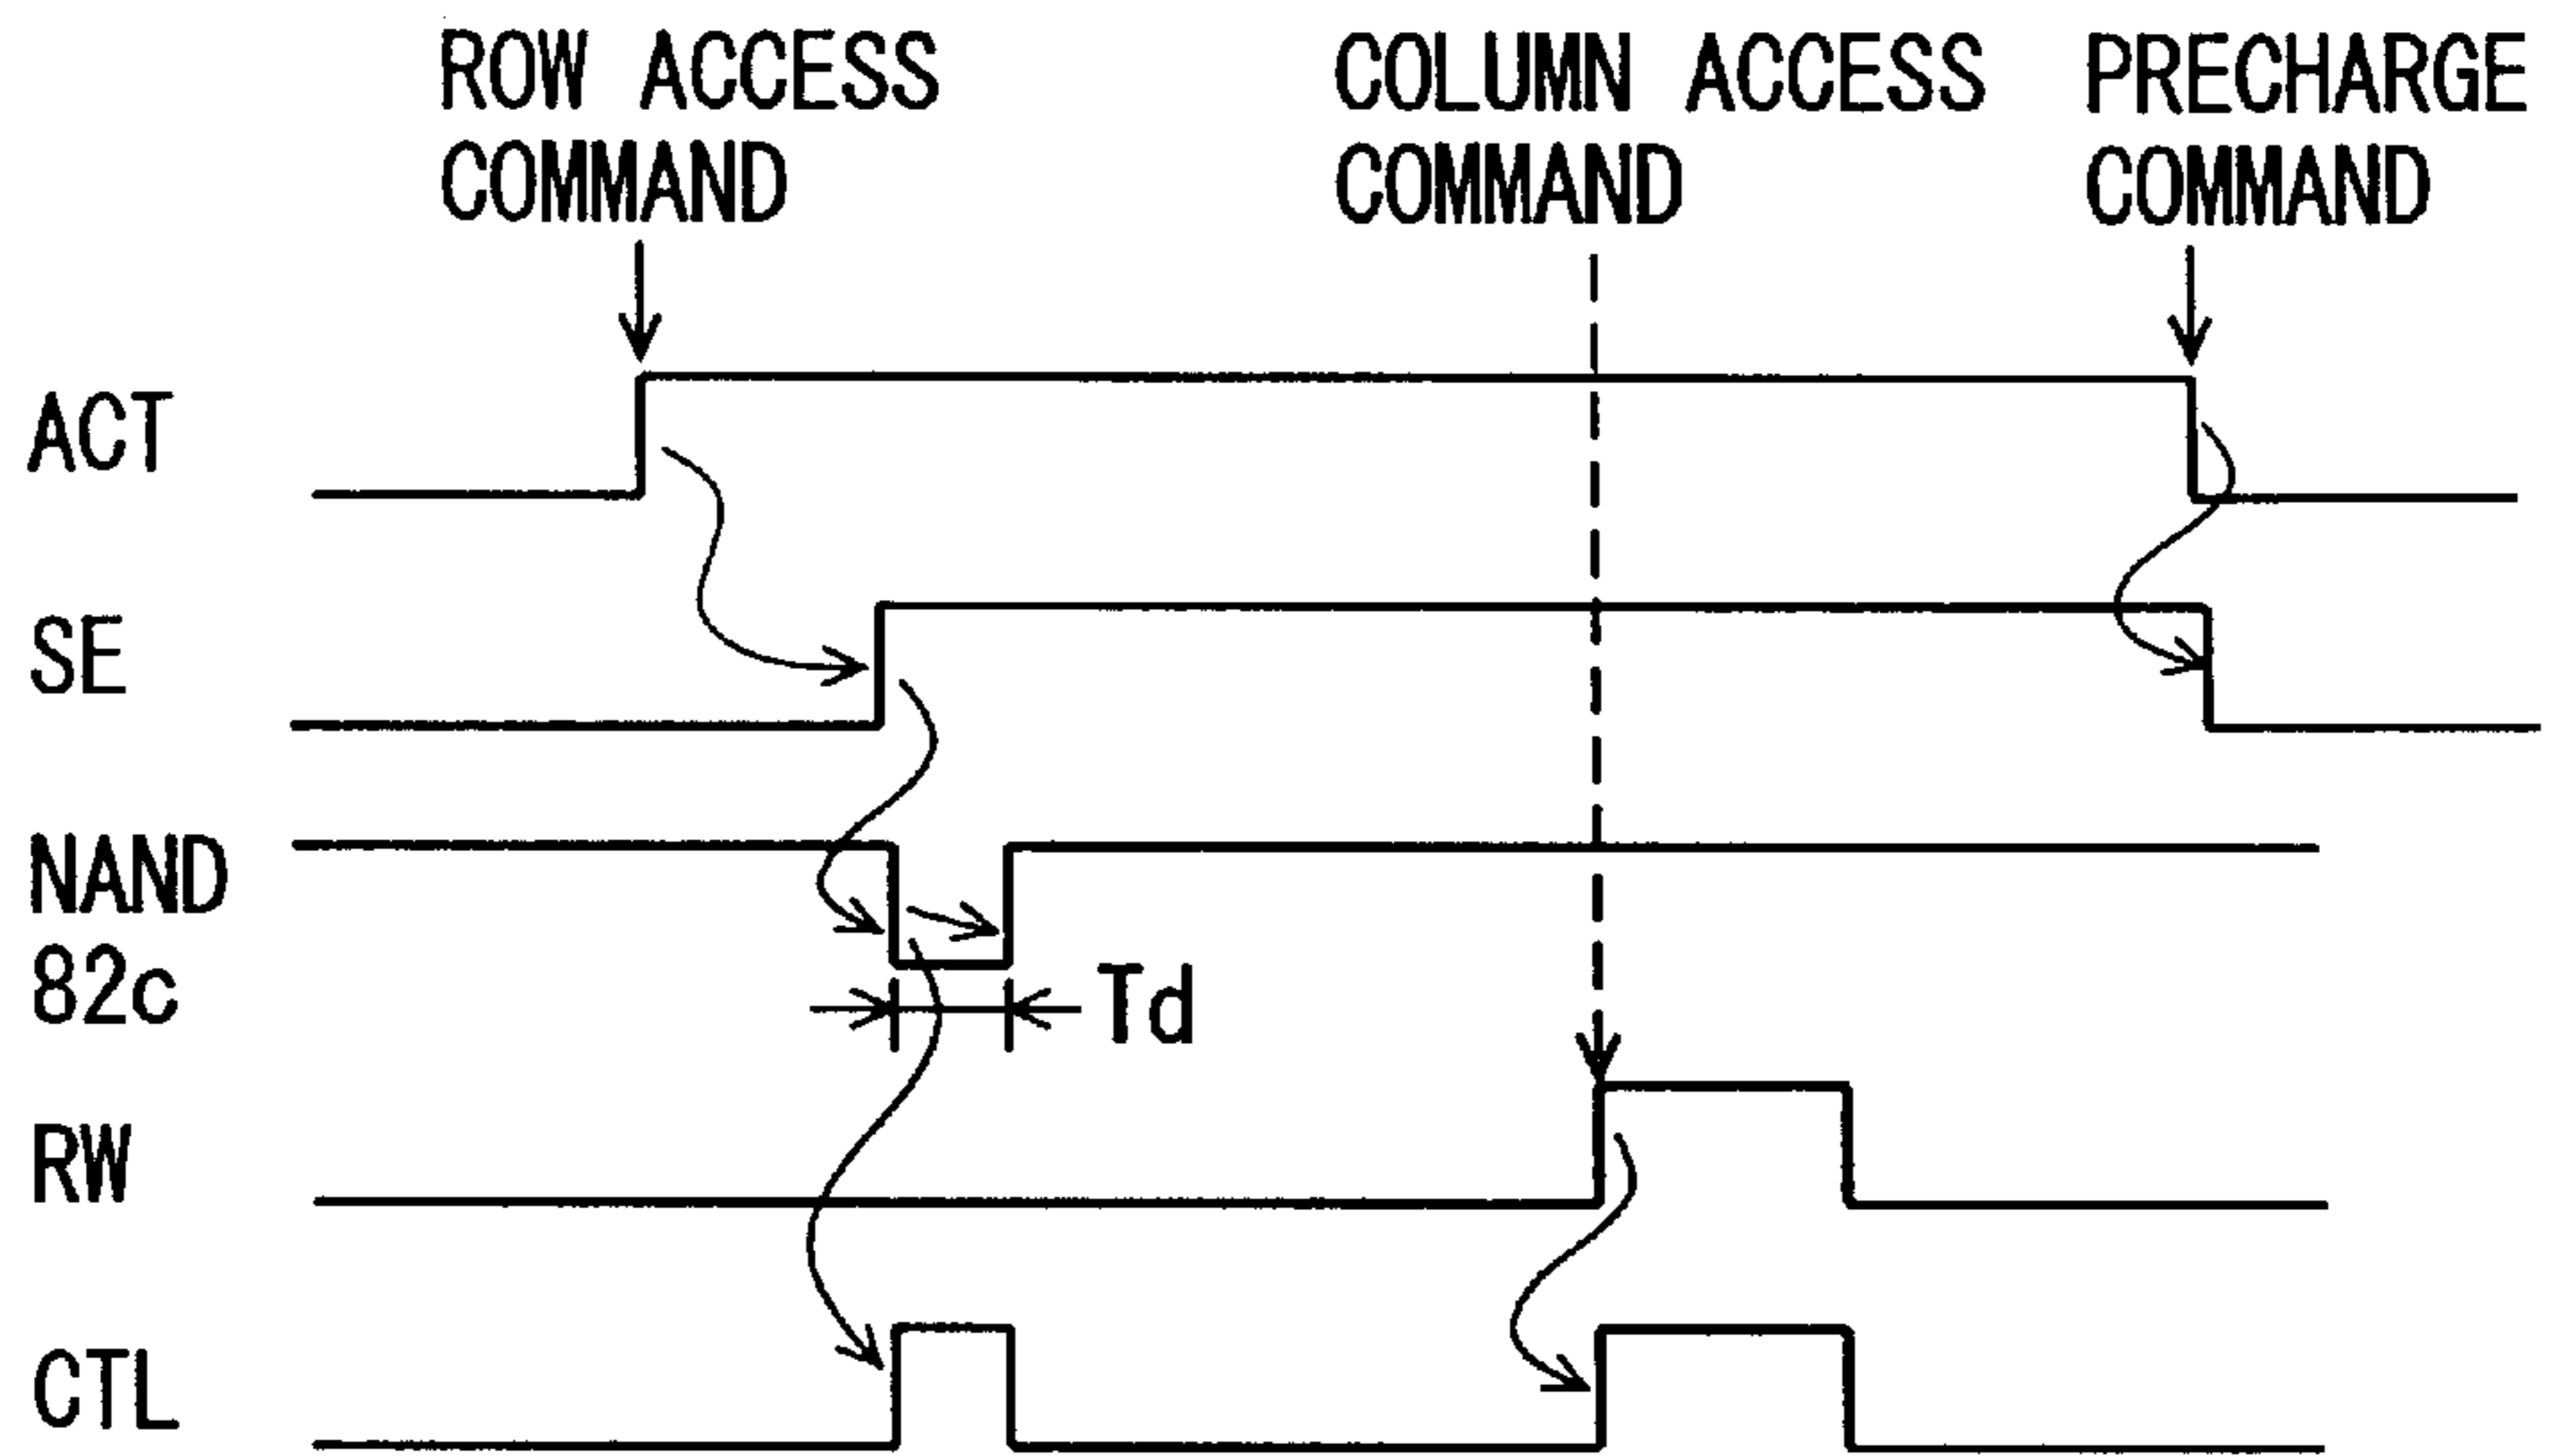 ROW ACCESS
COMMAND
COLUMN ACCESS
COMMAND
PRECHARGE
COMMAND
ACT
SE
NAND
82c
Td
RW
CTL